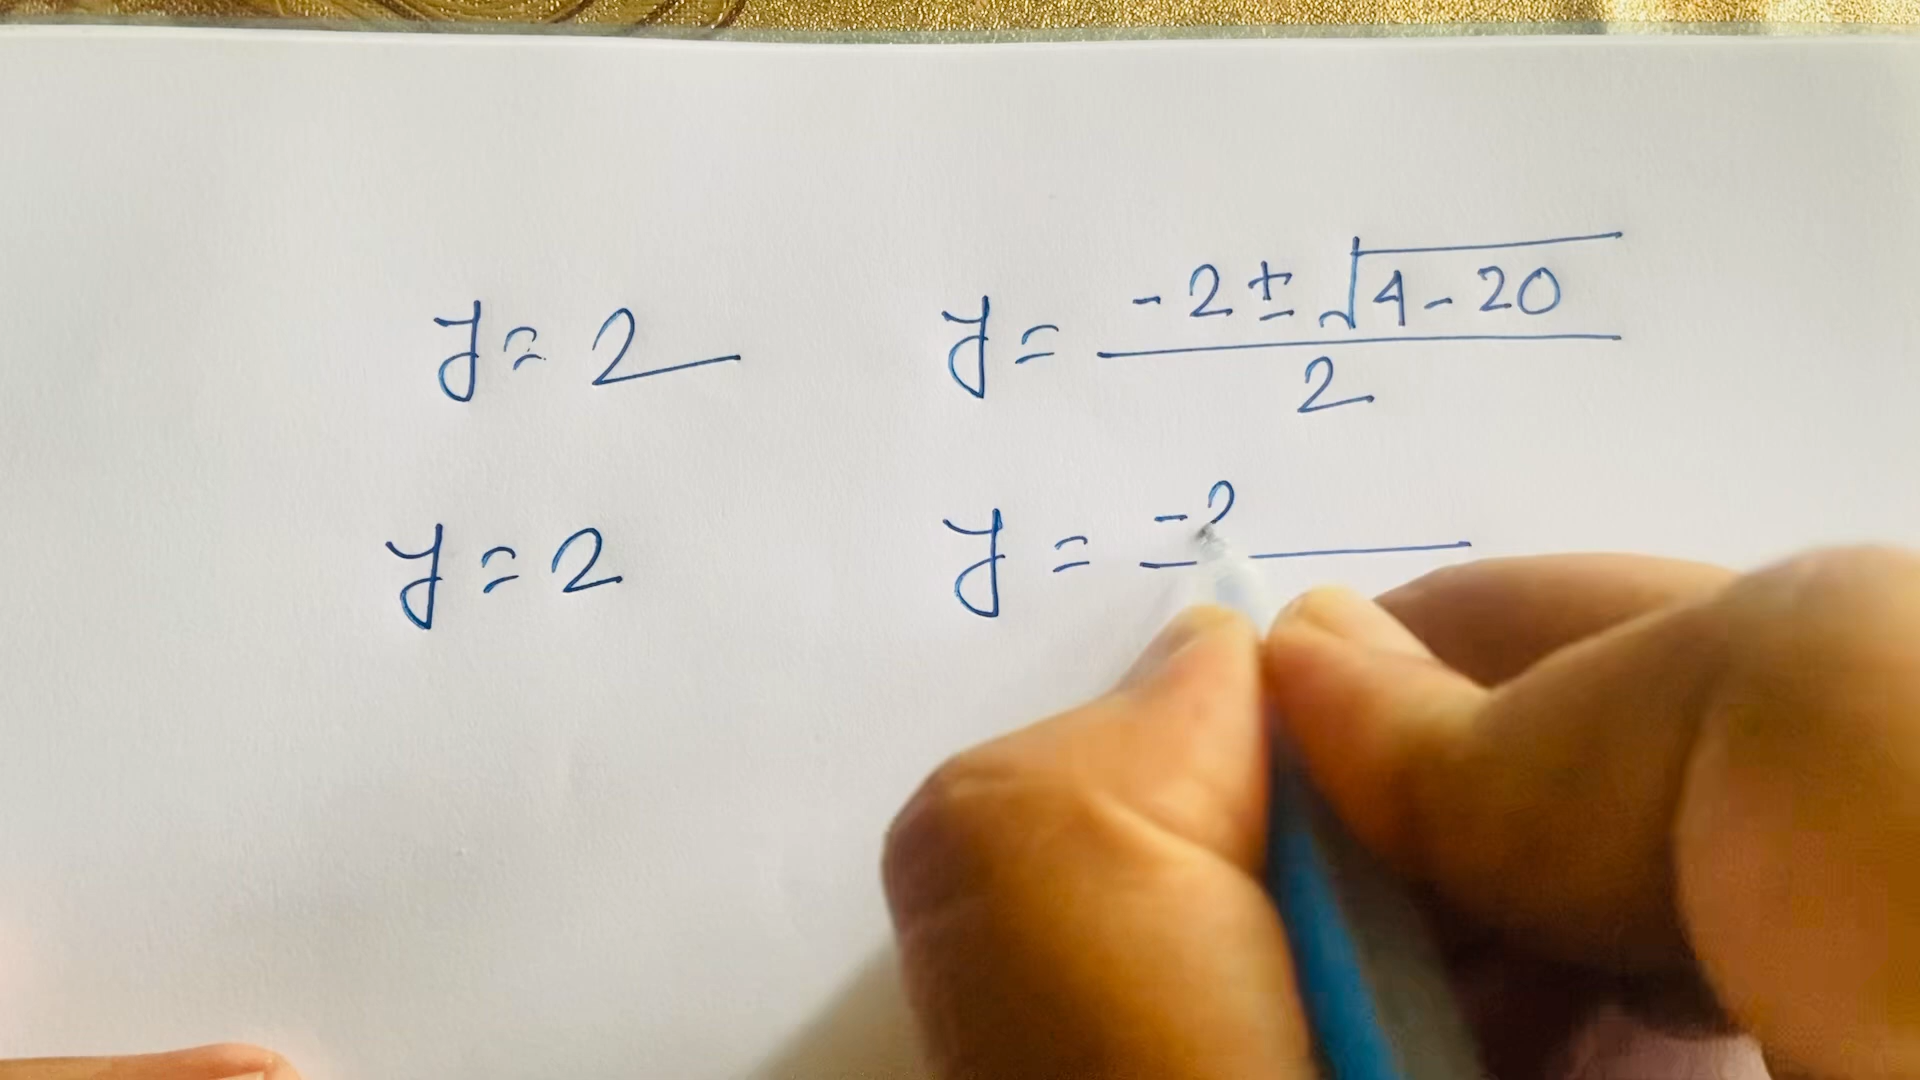 y = 2 y = -2 ± √4-20 / 2
y = 2 y = -2